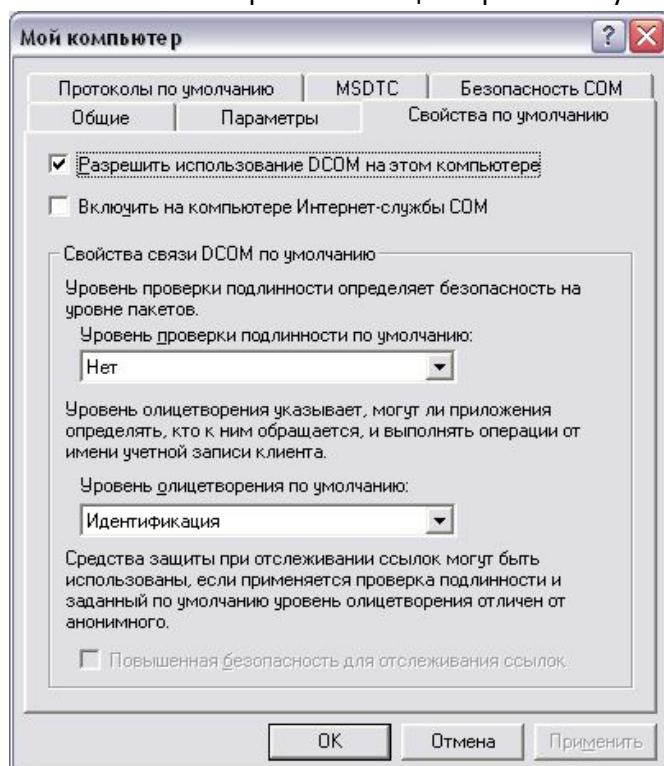 Мой компьютер
Протоколы по умолчанию MSDTC Безопасность COM
Общие Параметры Свойства по умолчанию
Разрешить использование DCOM на этом компьютере
Включить на компьютере Интернет-службы COM
Свойства связи DCOM по умолчанию
Уровень проверки подлинности определяет безопасность на
уровне пакетов.
Уровень проверки подлинности по умолчанию:
Нет
Уровень олицетворения указывает, могут ли приложения
определять, кто к ним обращается, и выполнять операции от
имени учетной записи клиента.
Уровень олицетворения по умолчанию:
Идентификация
Средства защиты при отслеживании ссылок могут быть
использованы, если применяется проверка подлинности и
заданный по умолчанию уровень олицетворения отличен от
анонимного.
Повышенная безопасность для отслеживания ссылок
OK Отмена Применить